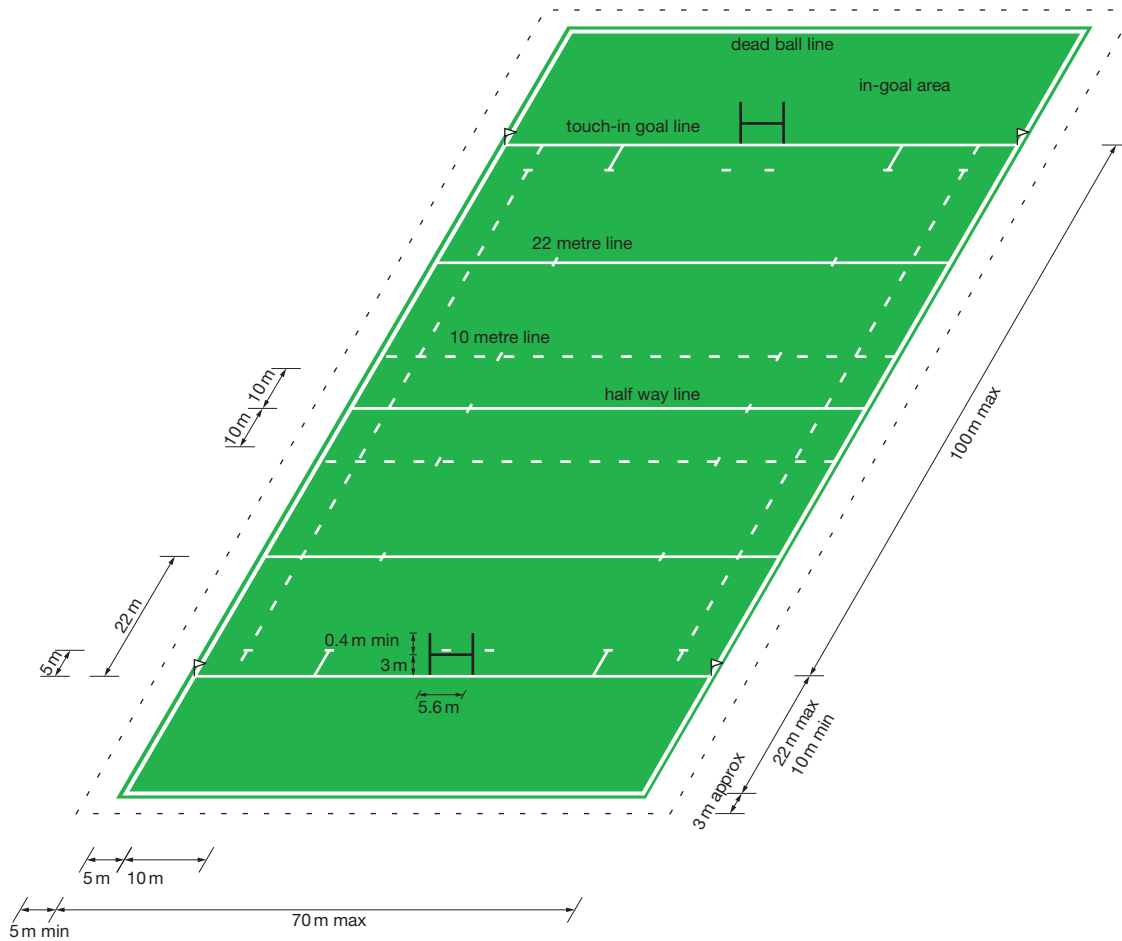 dead ball line
in-goal area
touch-in goal line
22 metre line
10 metre line
half way line
10 m
10 m
100 m max
22 m
5 m
0.4 m min
3 m
5.6 m
22 m max
10 m min
3 m approx
5 m
10 m
70 m max
5 m min